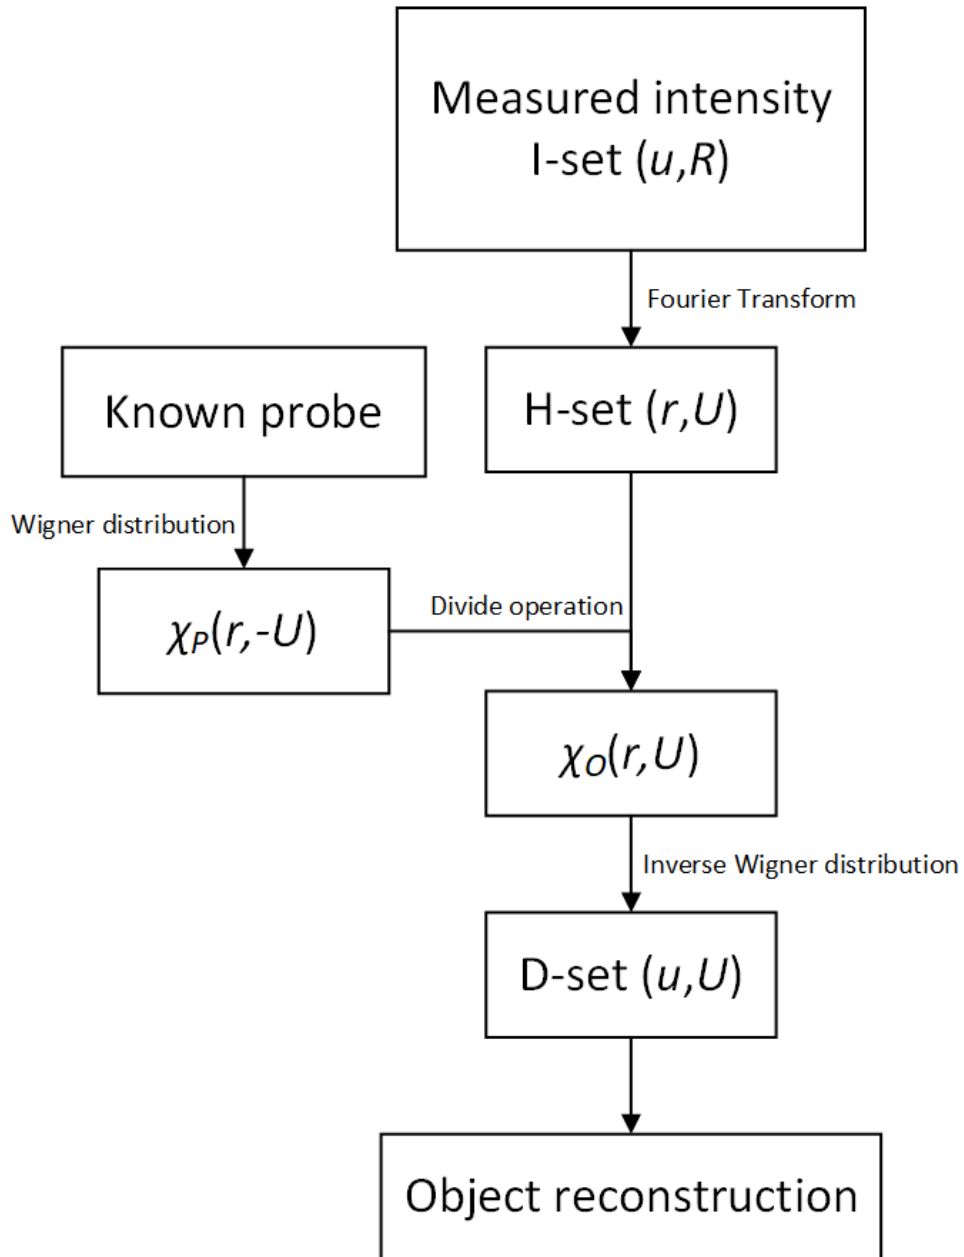 Measured intensity
I-set (u,R)
Fourier Transform
Known probe
H-set (r,U)
Wigner distribution
χP(r,-U)
Divide operation
χO(r,U)
Inverse Wigner distribution
D-set (u,U)
Object reconstruction